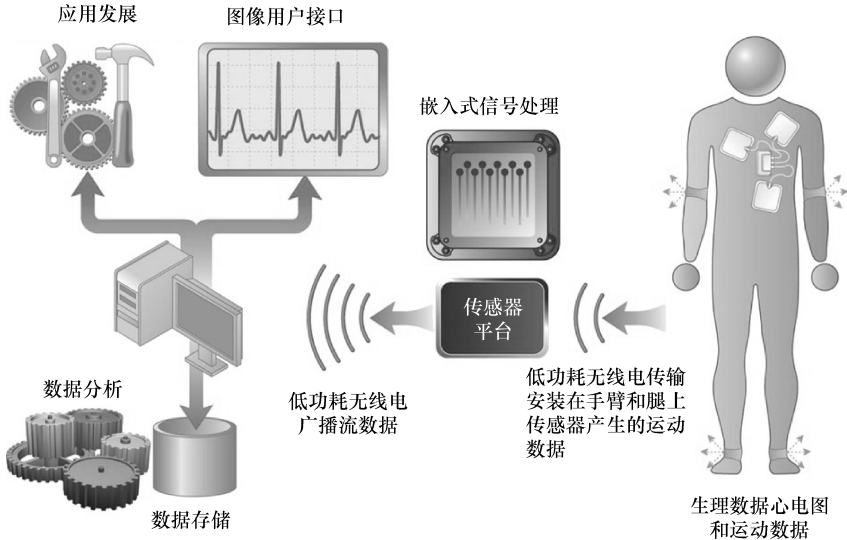 应用发展
图像用户接口
嵌入式信号处理
传感器
平台
数据分析
低功耗无线电
广播流数据
低功耗无线电传输
安装在手臂和腿上
传感器产生的运动
数据
数据存储
生理数据心电图
和运动数据